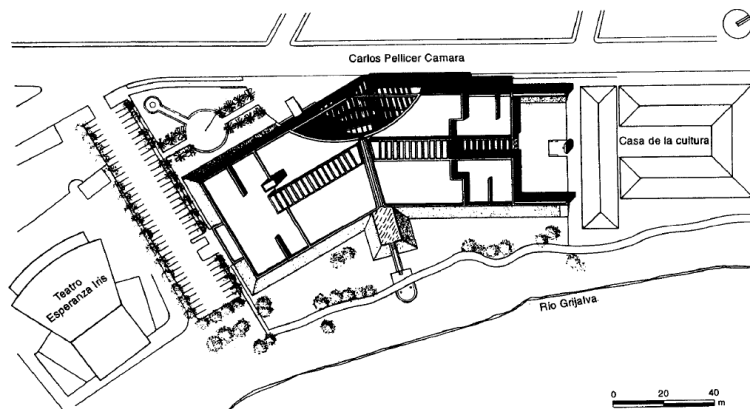 Carlos Pellicer Camara
Casa de la cultura
Teatro
Esperanza Iris
Río Grijalva
0 20 40
m